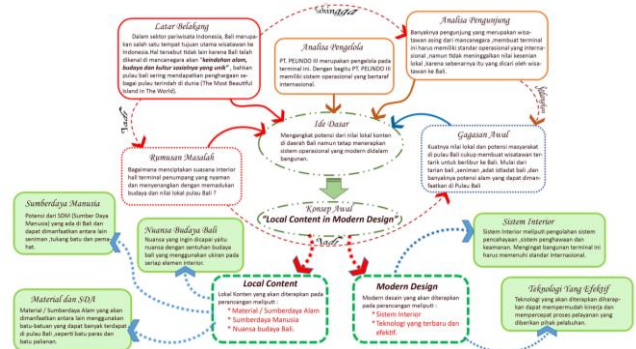 Sehingga
Latar Belakang
Dalam sektor pariwisata Indonesia, Bali merupa-
kan salah satu tempat tujuan utama wisatawan ke
Indonesia.Hal tersebut tidak lain karena Bali telah
dikenal di mancanegara akan "keindahan alam,
budaya dan kultur sosialnya yang unik" , bahkan
pulau bali sering mendapatkan penghargaan se-
bagai pulau terindah di dunia (The Most Beautiful
Island In The World).
Analisa Pengelola
PT. PELINDO III merupakan pengelola pada
terminal ini. Dengan begitu PT. PELINDO III
memiliki sistem operasional yang bertaraf
internasional.
Analisa Pengunjung
Banyaknya pengunjung yang merupakan wisa-
tawan asing dari mancanegara ,membuat terminal
ini harus memiliki standar operasional yang interna-
sional ,namun tidak meninggalkan nilai kesenian
lokal ,karena sebenarnya itu yang dicari oleh wisa-
tawan ke Bali.
Ide Dasar
Mengangkat potensi dari nilai lokal konten
di daerah Bali namun tetap menerapkan
sistem operasional yang modern didalam
bangunan.
Rumusan Masalah
Bagaimana menciptakan suasana interior
hall terminal penumpang yang nyaman
dan menyenangkan dengan memadukan
budaya dan nilai lokal pulau Bali ?
Gagasan Awal
Kuatnya nilai lokal dan potensi masyarakat
di pulau Bali cukup membuat wisatawan ter-
tarik untuk berlibur ke Bali. Mulai dari
tarian bali ,seniman ,adat istiadat bali ,dan
banyaknya potensi alam yang dapat diman-
faatkan di Pulau Bali
Konsep Awal
"Local Content in Modern Design"
Sumberdaya Manusia
Potensi dari SDM (Sumber Daya
Manusia) yang ada di Bali dan
dapat dimanfaatkan antara lain
seniman ,tukang batu dan pema-
hat.
Nuansa Budaya Bali
Nuansa yang ingin dicapai yaitu
nuansa dengan sentuhan budaya
bali yang menggunakan ukiran pada
seriap elemen interior.
Sistem Interior
Sistem Interior meliputi pengolahan sistem
pencahayaan ,sistem penghawaan dan
keamanan. Mengingat bangunan terminal ini
harus memenuhi standar internasional.
Material dan SDA
Material / Sumberdaya Alam yang akan
dimanfaatkan antara lain menggunakan
batu-batuan yang dapat banyak terdapat
di pulau Bali ,seperti batu paras dan
batu palianan.
Local Content
Lokal Konten yang akan diterapkan pada
perancangan meliputi :
* Material / Sumberdaya Alam
* Sumberdaya Manusia
* Nuansa budaya Bali.
Modern Design
Modern desain yang akan diterapkan pada
perancangan meliputi :
* Sistem Interior
* Teknologi yang terbaru dan
efektif.
Teknologi Yang Efektif
Teknologi yang akan diterapkan diharap-
kan dapat mempermudah kinerja dan
mempercepat proses pelayanan yang
diberikan pihak pelabuhan.